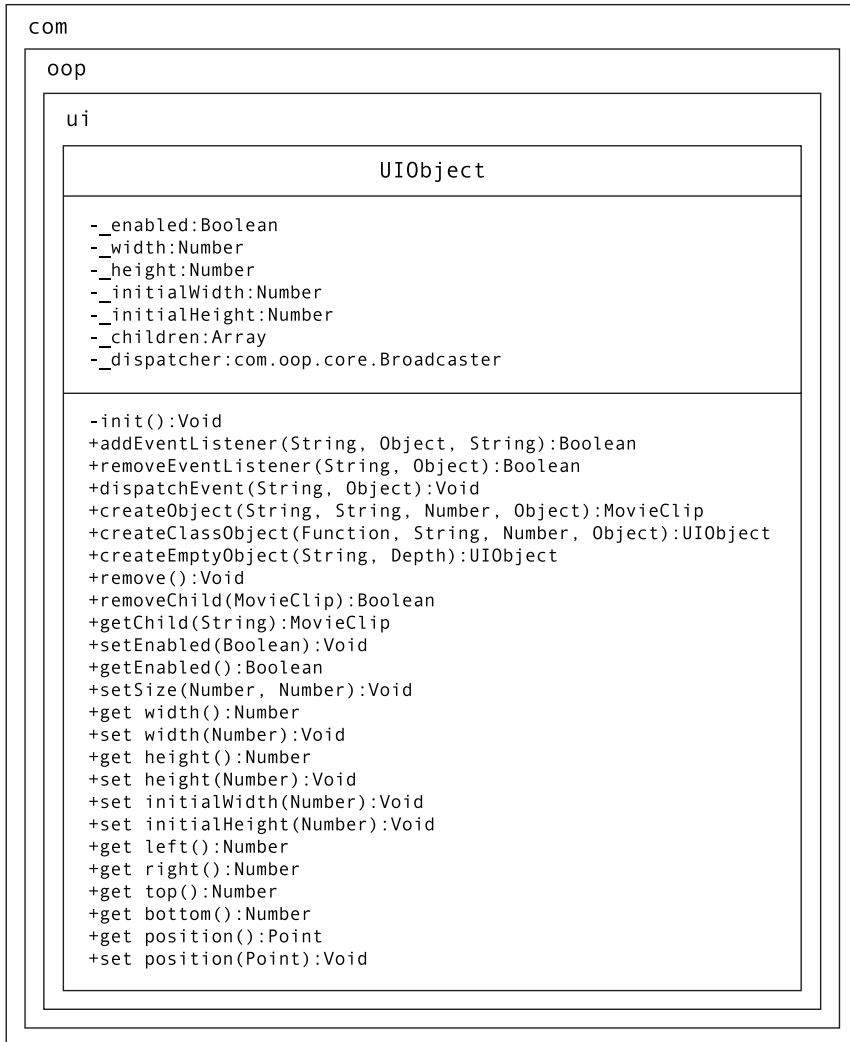 com
oop
ui
UIObject
-_enabled:Boolean
-_width:Number
-_height:Number
-_initialWidth:Number
-_initialHeight:Number
-_children:Array
-_dispatcher:com.oop.core.Broadcaster
-init():Void
+addEventListener(String, Object, String):Boolean
+removeEventListener(String, Object):Boolean
+dispatchEvent(String, Object):Void
+createObject(String, String, Number, Object):MovieClip
+createClassObject(Function, String, Number, Object):UIObject
+createEmptyObject(String, Depth):UIObject
+remove():Void
+removeChild(MovieClip):Boolean
+getChild(String):MovieClip
+setEnabled(Boolean):Void
+getEnabled():Boolean
+setSize(Number, Number):Void
+get width():Number
+set width(Number):Void
+get height():Number
+set height(Number):Void
+set initialWidth(Number):Void
+set initialHeight(Number):Void
+get left():Number
+get right():Number
+get top():Number
+get bottom():Number
+get position():Point
+set position(Point):Void